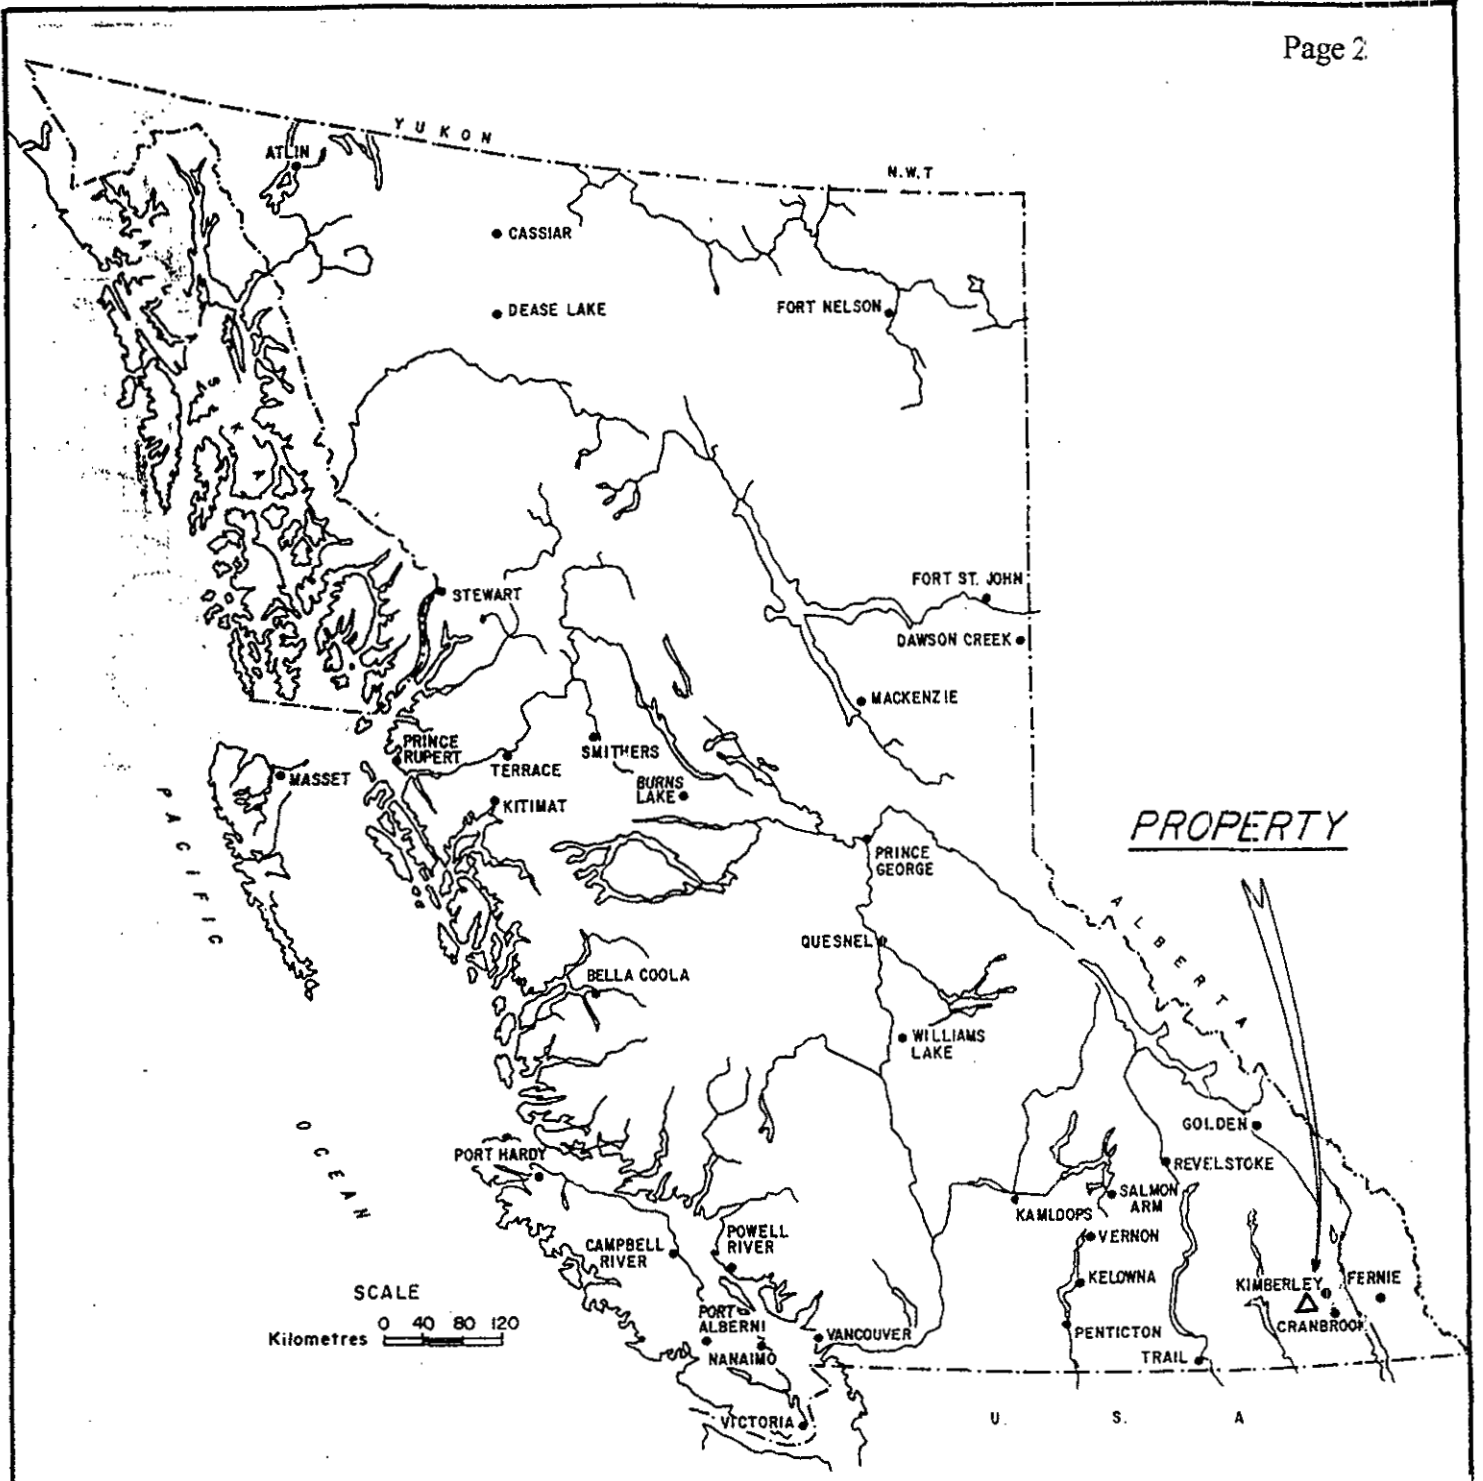 Page 2
YUKON
ATLIN
N.W.T
CASSIAR
DEASE LAKE
FORT NELSON
ALASKA
STEWART
FORT ST. JOHN
DAWSON CREEK
MACKENZIE
PRINCE
RUPERT
SMITHERS
TERRACE
MASSET
BURNS
LAKE
KITIMAT
PROPERTY
PRINCE
GEORGE
PACIFIC
ALBERTA
QUESNEL
BELLA COOLA
WILLIAMS
LAKE
OCEAN
GOLDEN
PORT HARDY
REVELSTOKE
SALMON
ARM
KAMLOOPS
POWELL
RIVER
VERNON
CAMPBELL
RIVER
KELOWNA
KIMBERLEY
FERNIE
SCALE
Kilometres 0 40 80 120
PORT
ALBERNI
CRANBROOK
PENTICTON
VANCOUVER
NANAIMO
TRAIL
VICTORIA
U. S. A